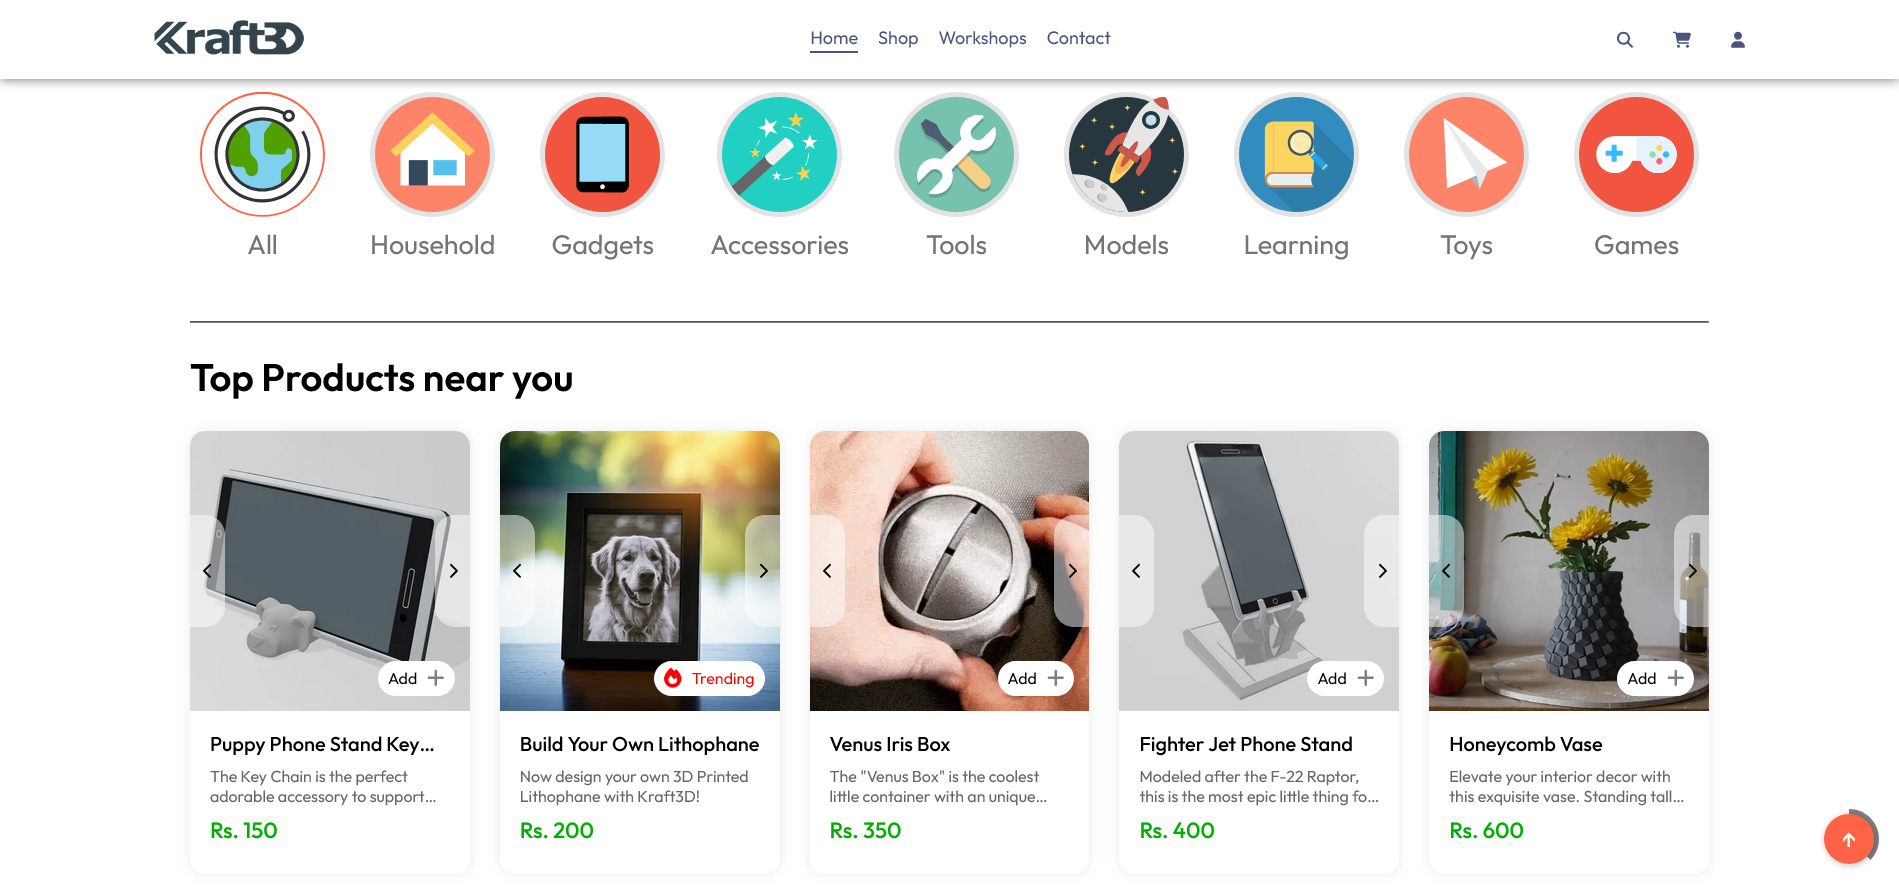 Kraft3D
Home Shop Workshops Contact
All Household Gadgets Accessories Tools Models Learning Toys Games
Top Products near you
Add
Trending
Add
Add
Add
Puppy Phone Stand Key...
The Key Chain is the perfect
adorable accessory to support...
Rs. 150
Build Your Own Lithophane
Now design your own 3D Printed
Lithophane with Kraft3D!
Rs. 200
Venus Iris Box
The "Venus Box" is the coolest
little container with an unique...
Rs. 350
Fighter Jet Phone Stand
Modeled after the F-22 Raptor,
this is the most epic little thing fo...
Rs. 400
Honeycomb Vase
Elevate your interior decor with
this exquisite vase. Standing tall...
Rs. 600